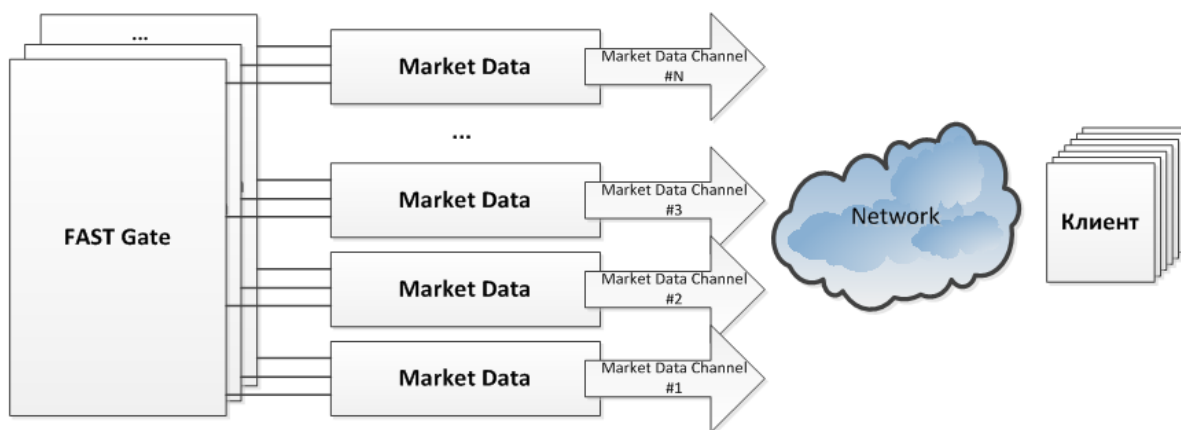 ...
FAST Gate
Market Data
Market Data Channel
#N
...
Market Data
Market Data Channel
#3
Market Data
Market Data Channel
#2
Market Data
Market Data Channel
#1
Network
Клиент